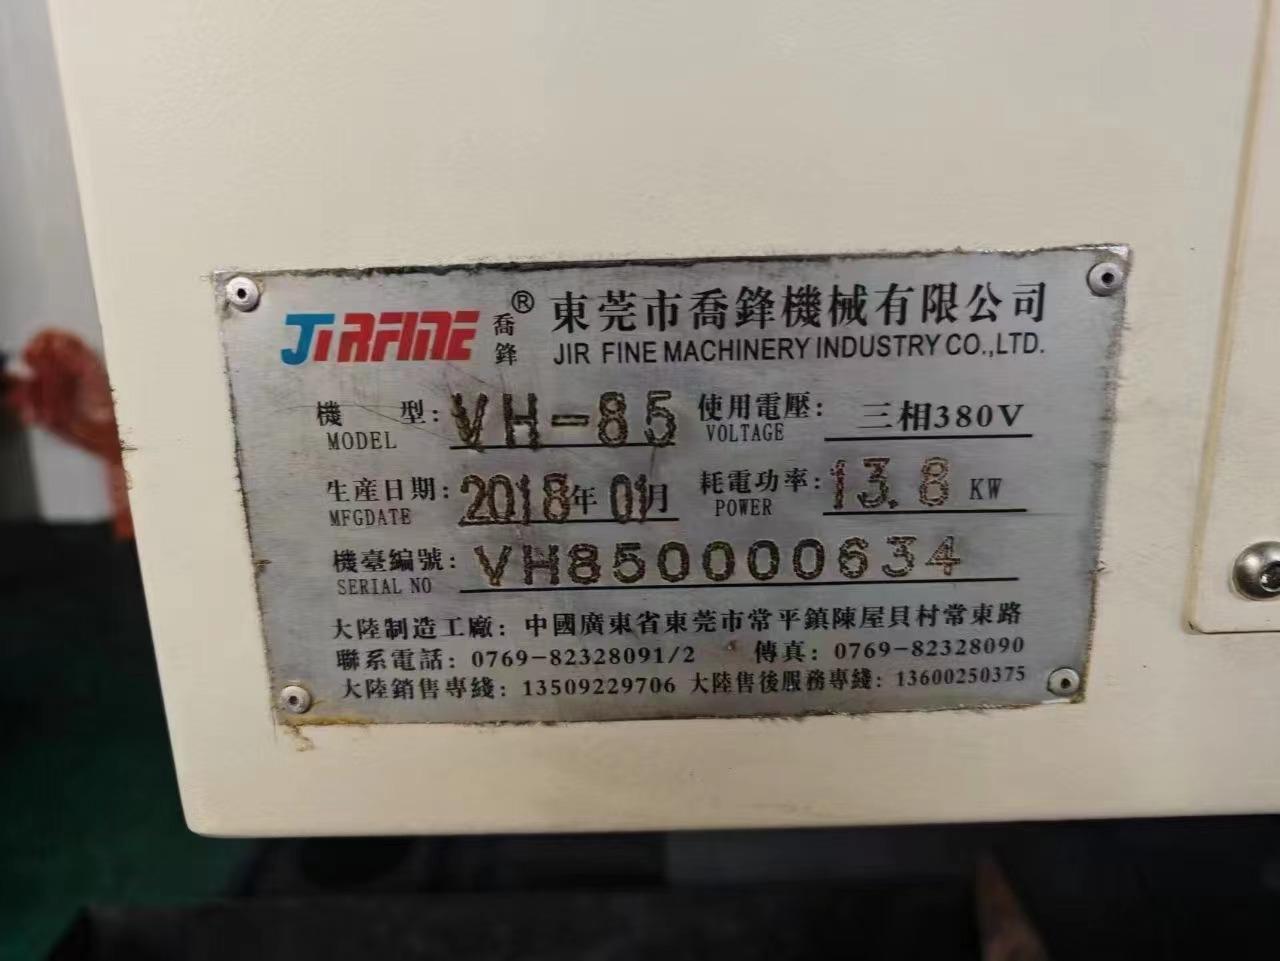 JIRFINE 喬鋒 ® 東莞市喬鋒機械有限公司
JIR FINE MACHINERY INDUSTRY CO.,LTD.
機 型: VH-85 使用電壓: 三相380V
MODEL VOLTAGE
生産日期: 2018年 01月 耗電功率: 13.8 KW
MFGDATE POWER
機臺編號: VH850000634
SERIAL NO
大陸制造工廠: 中國廣東省東莞市常平鎮陳屋貝村常東路
聯系電話: 0769-82328091/2 傳真: 0769-82328090
大陸銷售專綫: 13509229706 大陸售後服務專綫: 13600250375